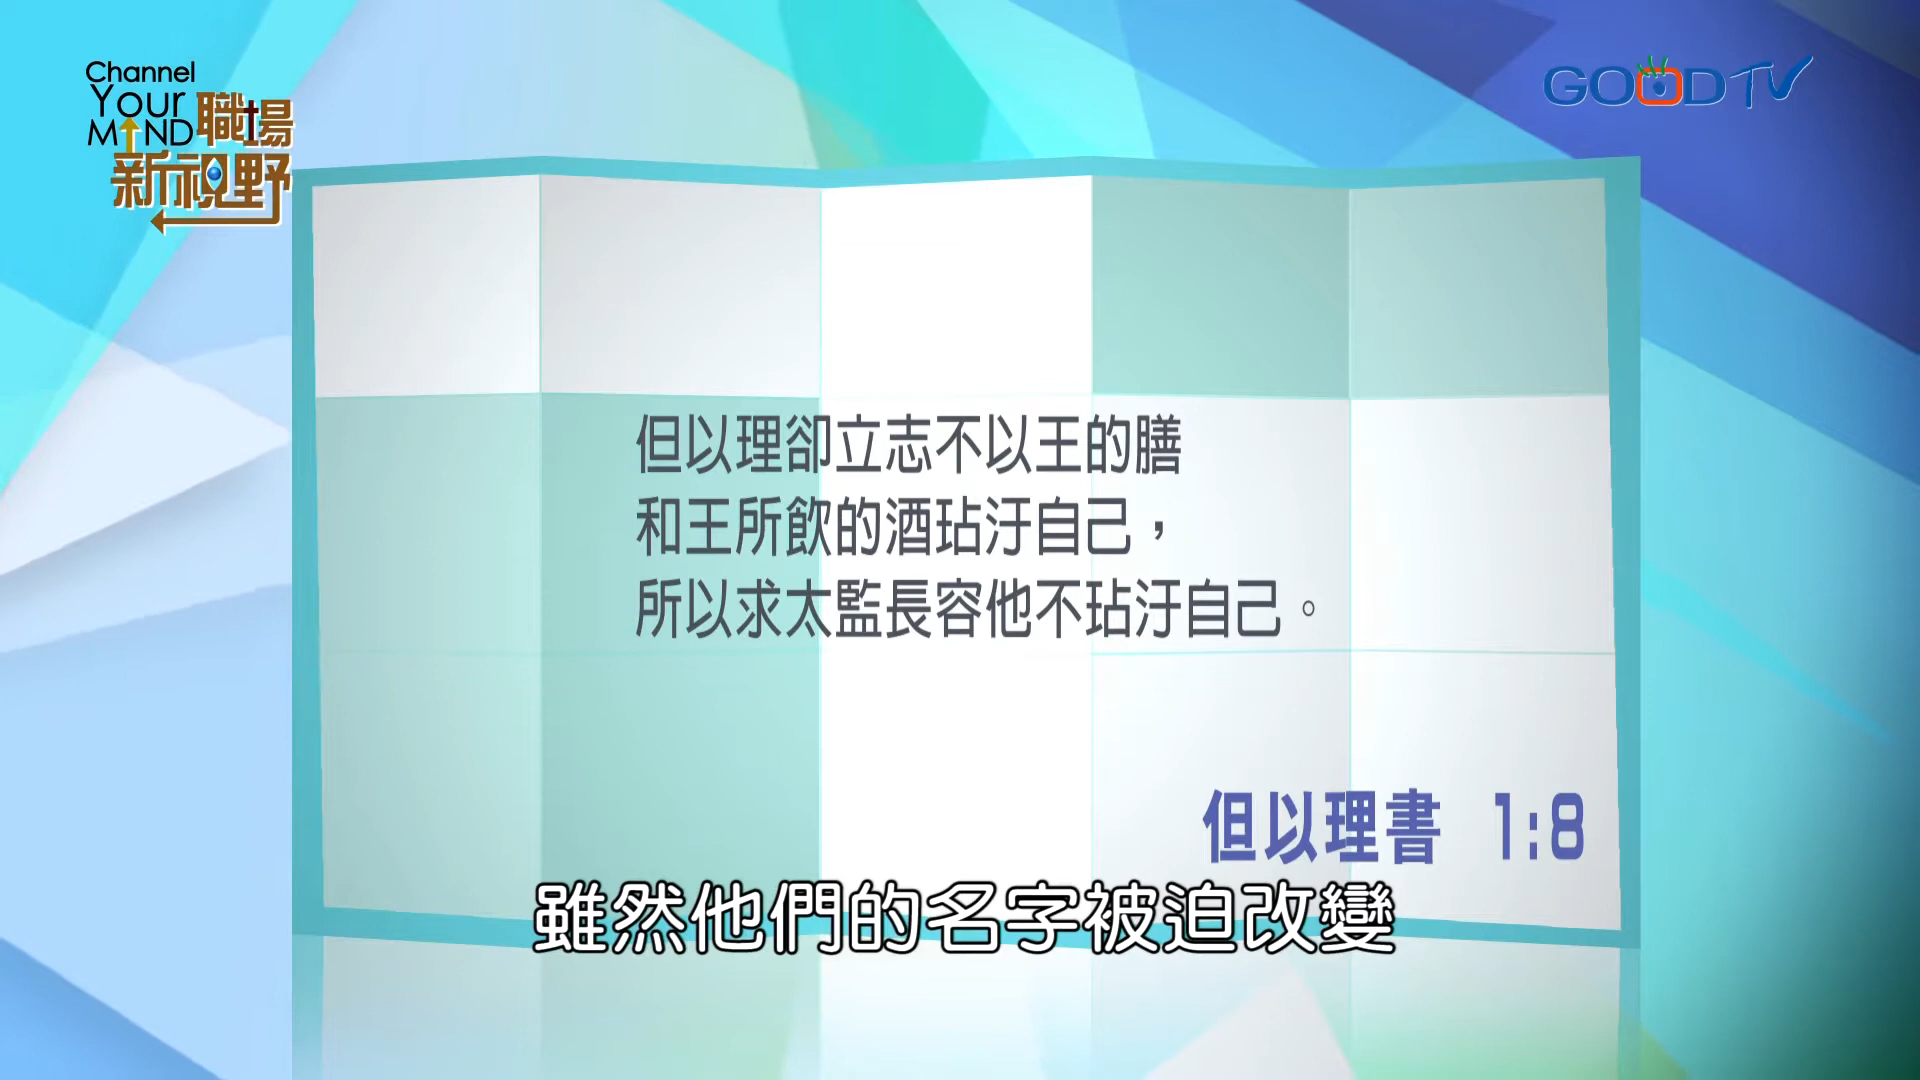 Channel
Your
MIND 職場
新視野
GOOD TV
但以理卻立志不以王的膳
和王所飲的酒玷汙自己，
所以求太監長容他不玷汙自己。
但以理書 1:8
雖然他們的名字被迫改變